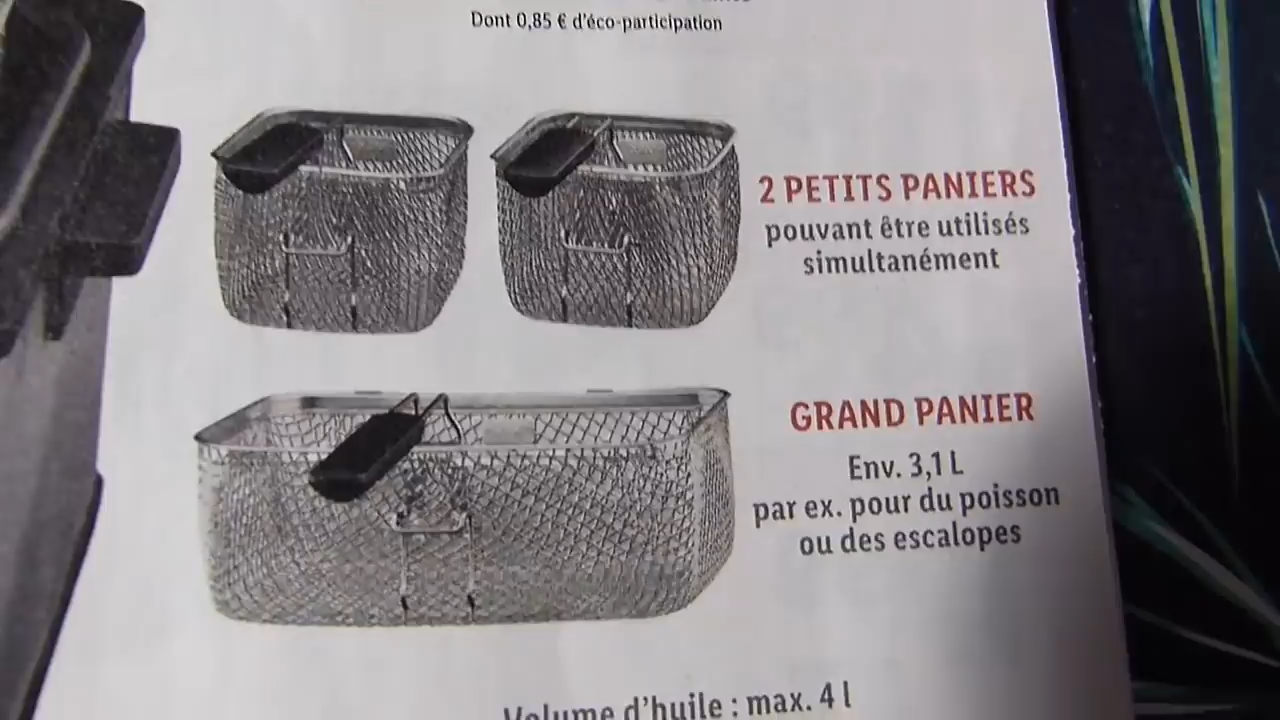 Dont 0,85 € d'éco-participation
2 PETITS PANIERS
pouvant être utilisés
simultanément
GRAND PANIER
Env. 3,1 L
par ex. pour du poisson
ou des escalopes
Volume d'huile : max. 4 l